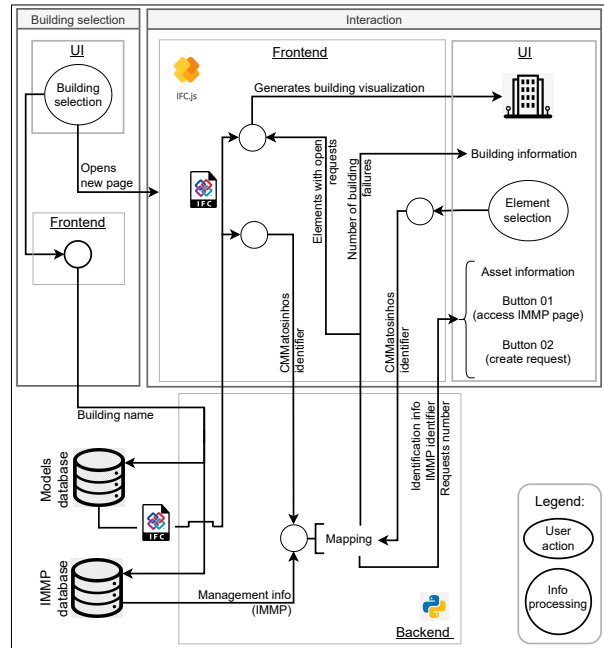 Building selection
Interaction
UI
Building
selection
Opens
new page
Frontend
Frontend
IFC.js
Generates building visualization
IFC
Elements with open
requests
Number of building
failures
CMMatosinhos
identifier
CMMatosinhos
identifier
UI
Building information
Element
selection
Asset information
Button 01
(access IMMP page)
Button 02
(create request)
Building name
Models
database
IFC
IMMP
database
Management info
(IMMP)
Mapping
Identification info
IMMP identifier
Requests number
Backend
Legend:
User
action
Info
processing